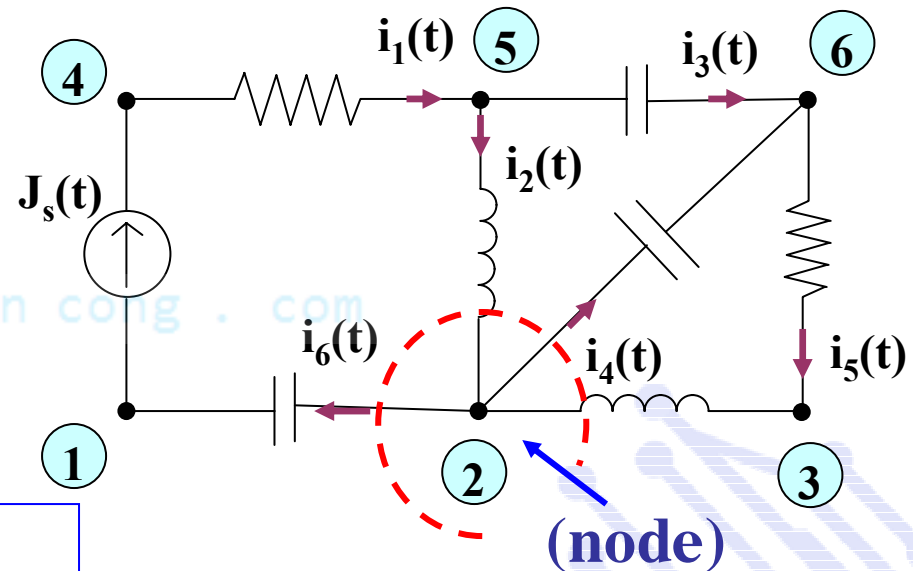 i1(t)
5
i3(t)
6
4
i2(t)
Js(t)
n cong . com
i6(t)
i4(t)
i5(t)
1
2
3
(node)